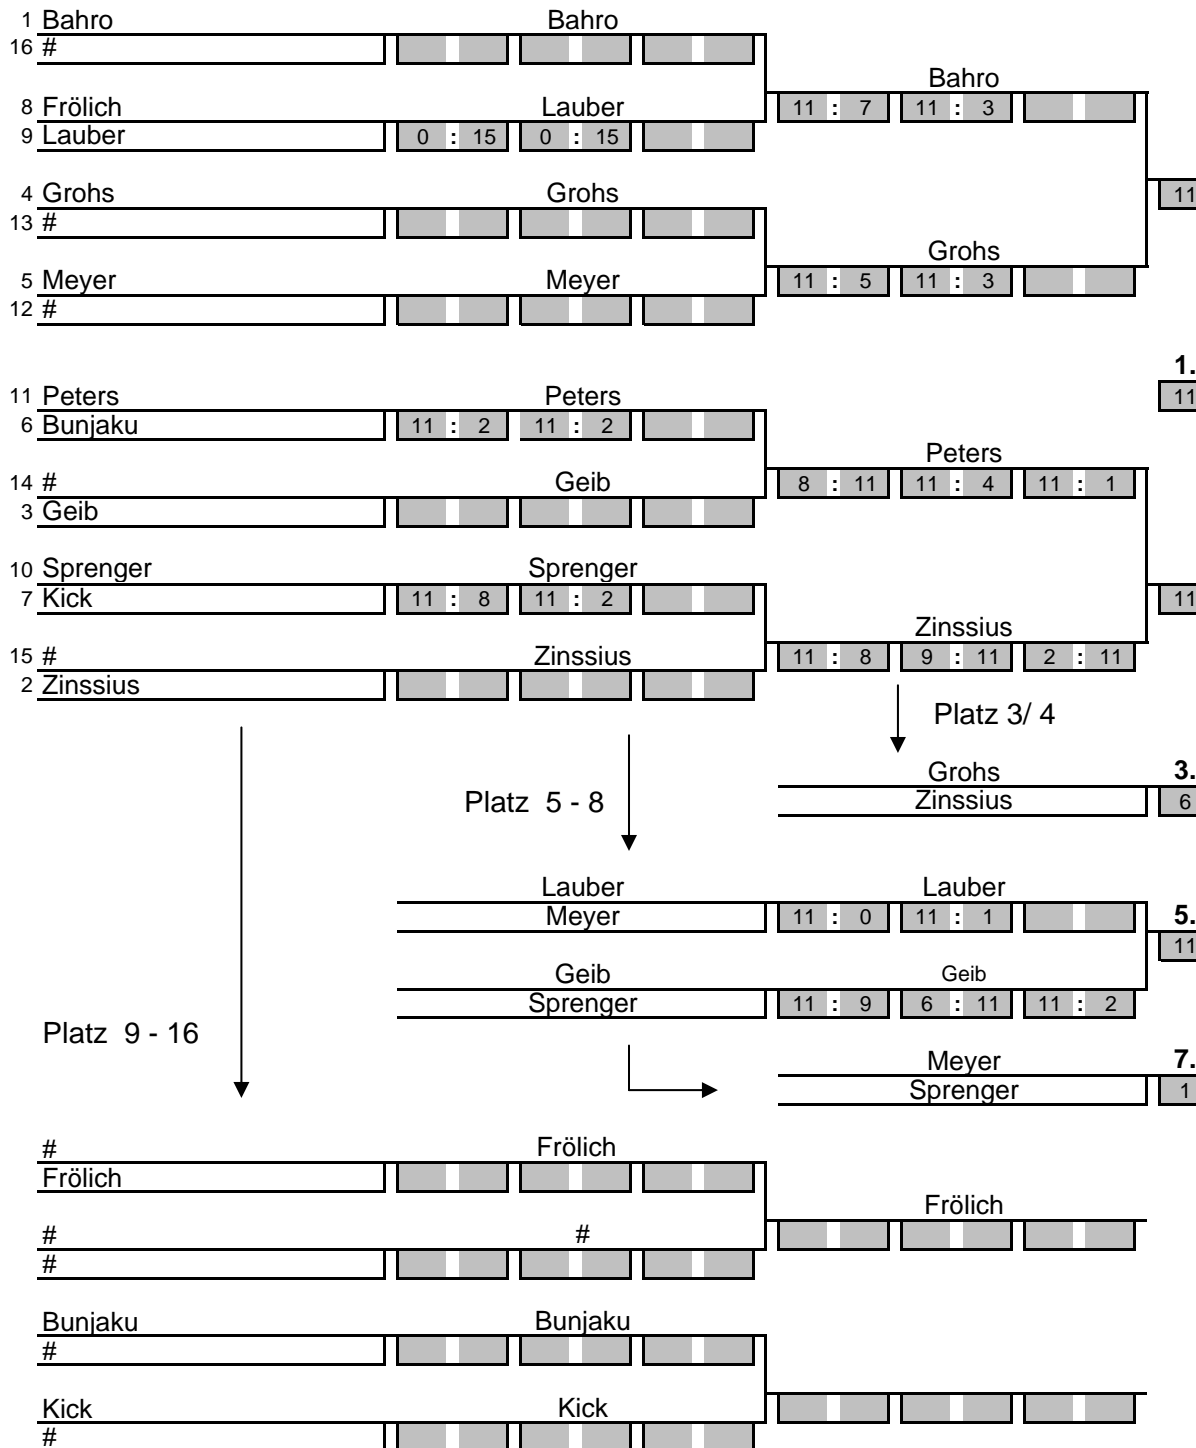 1 Bahro Bahro
16 #
Bahro
8 Frölich Lauber 11 : 7 11 : 3
9 Lauber 0 : 15 0 : 15
4 Grohs Grohs 11
13 #
Grohs
5 Meyer Meyer 11 : 5 11 : 3
12 #
1.
11 Peters Peters 11
6 Bunjaku 11 : 2 11 : 2
Peters
14 # Geib 8 : 11 11 : 4 11 : 1
3 Geib
10 Sprenger Sprenger
7 Kick 11 : 8 11 : 2 11
Zinssius
15 # Zinssius 11 : 8 9 : 11 2 : 11
2 Zinssius
Platz 3/ 4
Grohs 3.
Platz 5 - 8 Zinssius 6
Lauber Lauber
Meyer 11 : 0 11 : 1 5.
11
Geib Geib
Sprenger 11 : 9 6 : 11 11 : 2
Platz 9 - 16
Meyer 7.
Sprenger 1
# Frölich
Frölich
Frölich
# #
#
Bunjaku Bunjaku
#
Kick Kick
#